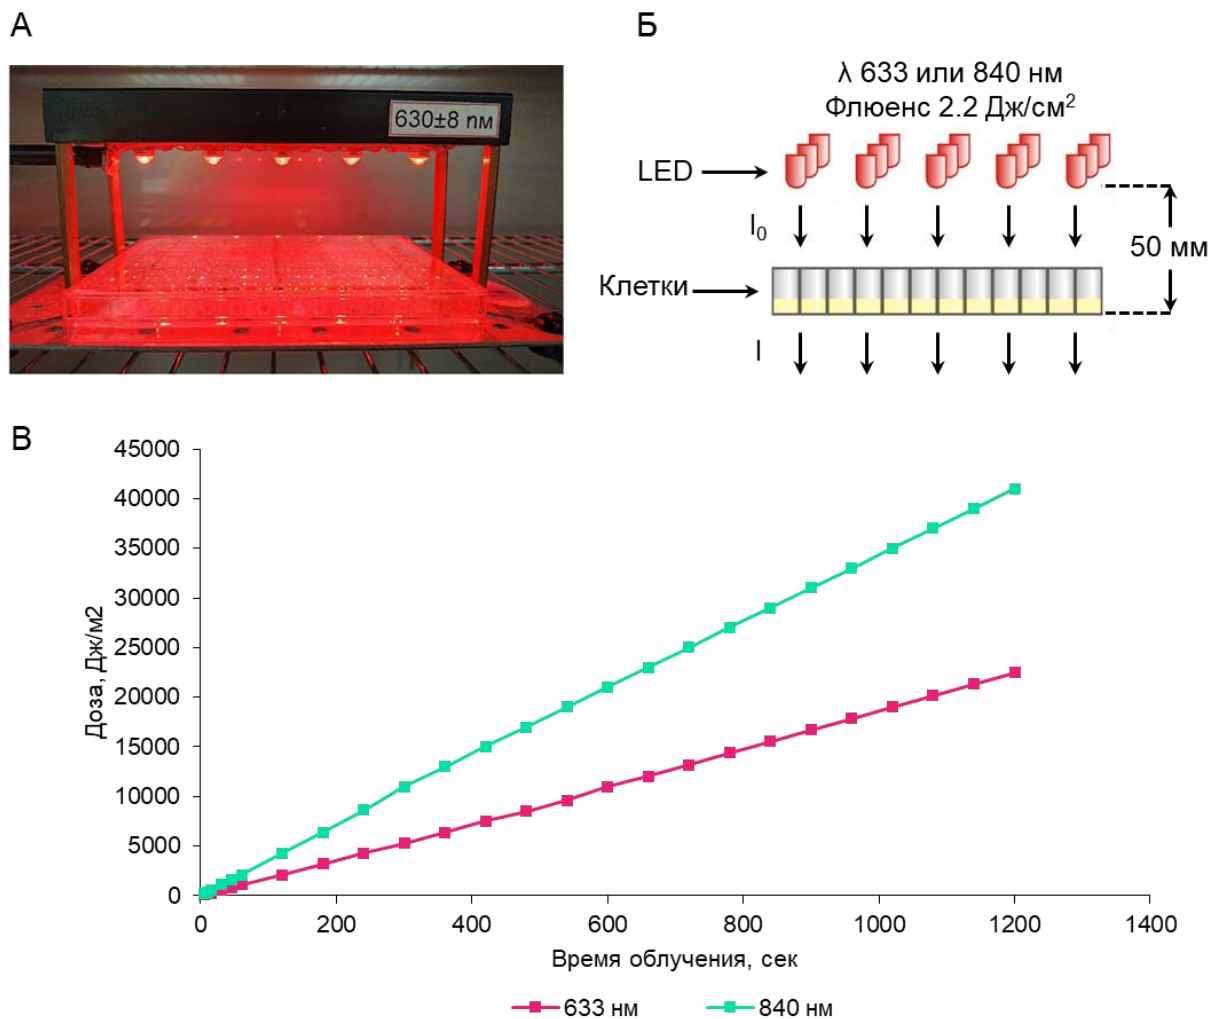 А
Б
630±8 nм
λ 633 или 840 нм
Флюенс 2.2 Дж/см²
LED
I₀
50 мм
Клетки
I
В
45000
40000
35000
30000
25000
20000
15000
10000
5000
0
Доза, Дж/м2
0 200 400 600 800 1000 1200 1400
Время облучения, сек
633 нм 840 нм